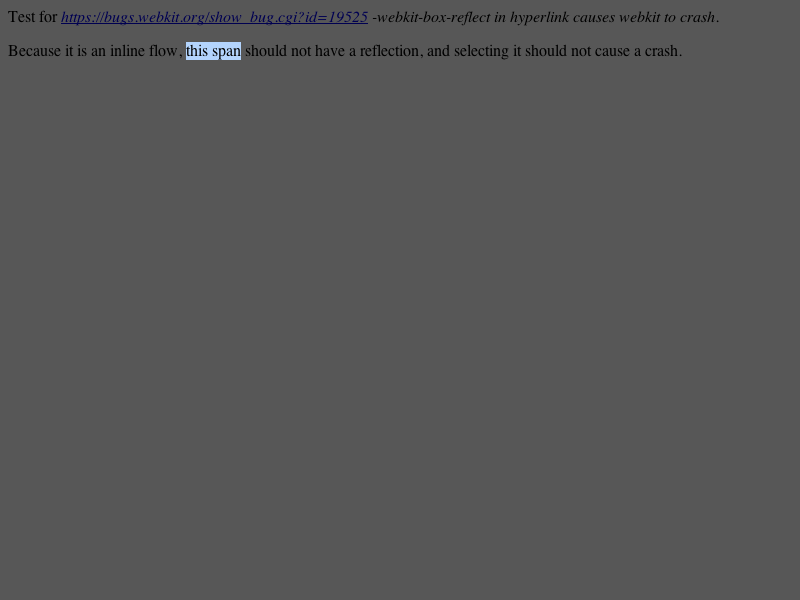 Test for https://bugs.webkit.org/show_bug.cgi?id=19525 -webkit-box-reflect in hyperlink causes webkit to crash.
Because it is an inline flow, this span should not have a reflection, and selecting it should not cause a crash.